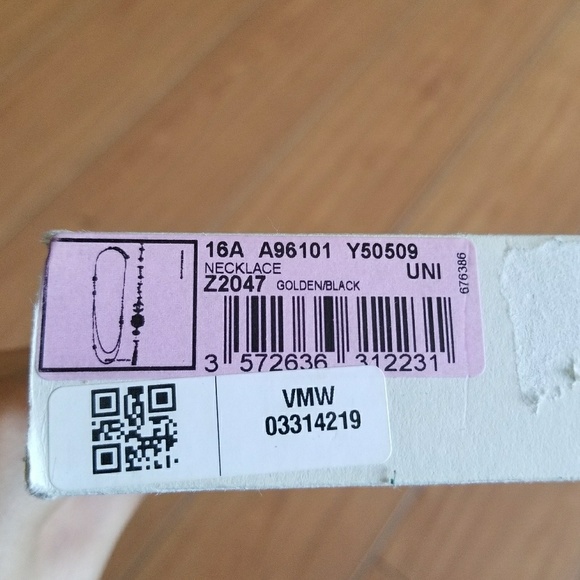 16A A96101 Y50509
NECKLACE UNI
Z2047 GOLDEN/BLACK
3 572636 312231
676386
VMW
03314219